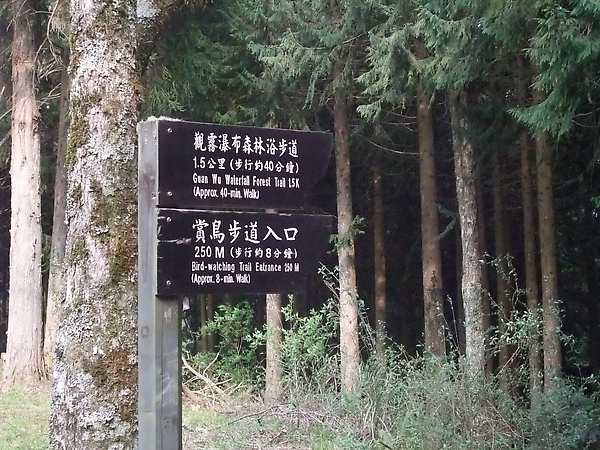 觀霧瀑布森林浴步道
1.5公里(步行約40分鐘)
Guan Wu Waterfall Forest Trail 1.5K
(Approx. 40-min. Walk)
賞鳥步道入口
250 M (步行約8分鐘)
Bird-watching Trail Entrance 250 M
(Approx. 8-min. Walk)